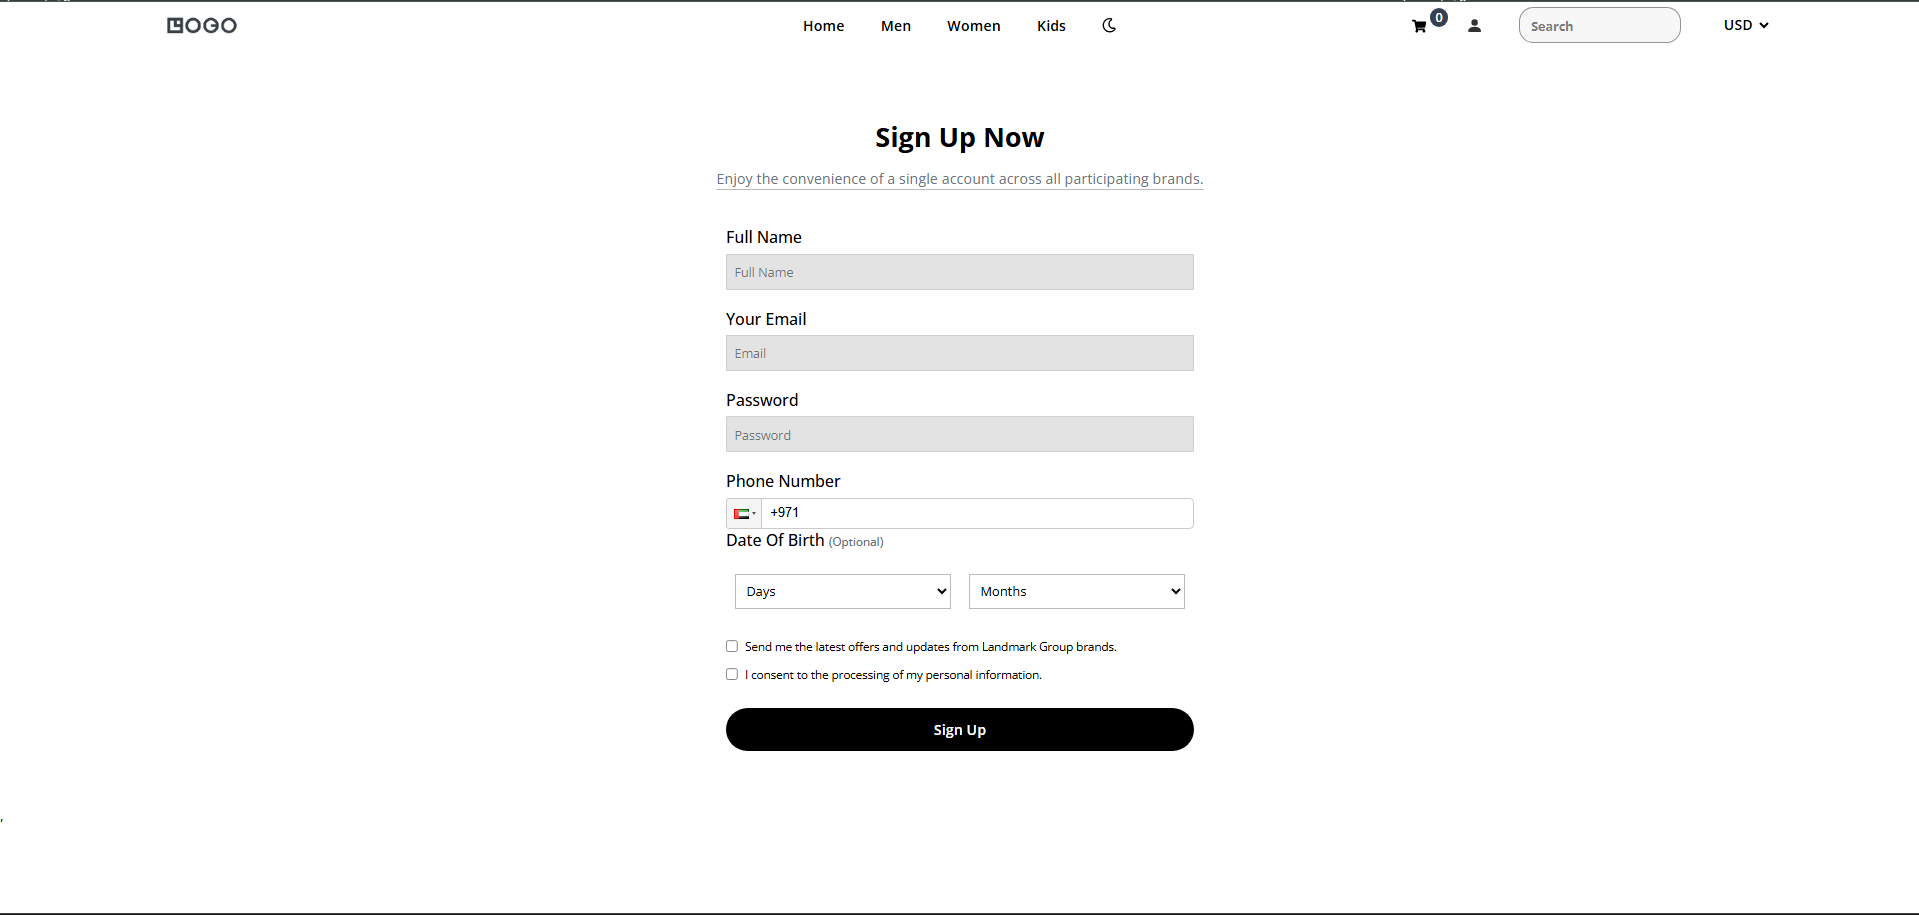 LOGO
Home Men Women Kids
0
Search
USD
Sign Up Now
Enjoy the convenience of a single account across all participating brands.
Full Name
Full Name
Your Email
Email
Password
Password
Phone Number
+971
Date Of Birth (Optional)
Days Months
Send me the latest offers and updates from Landmark Group brands.
I consent to the processing of my personal information.
Sign Up
,